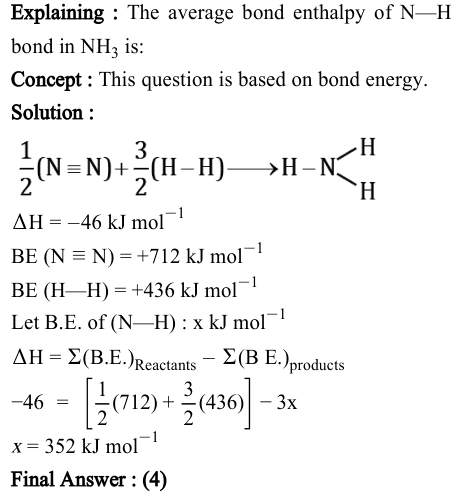 Explaining : The average bond enthalpy of N—H
bond in NH₃ is:
Concept : This question is based on bond energy.
Solution :
1/2(N≡N)+3/2(H−H)⟶H−N<H H
ΔH = −46 kJ mol⁻¹
BE (N ≡ N) = +712 kJ mol⁻¹
BE (H—H) = +436 kJ mol⁻¹
Let B.E. of (N—H) : x kJ mol⁻¹
ΔH = Σ(B.E.)Reactants − Σ(B E.)products
−46 = [1/2(712) + 3/2(436)] − 3x
x = 352 kJ mol⁻¹
Final Answer : (4)